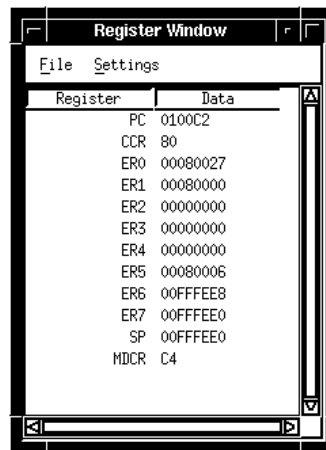 Register Window
File Settings
Register Data
PC 0100C2
CCR 80
ER0 00080027
ER1 00080000
ER2 00000000
ER3 00000000
ER4 00000000
ER5 00080006
ER6 00FFFEE8
ER7 00FFFEE0
SP 00FFFEE0
MDCR C4